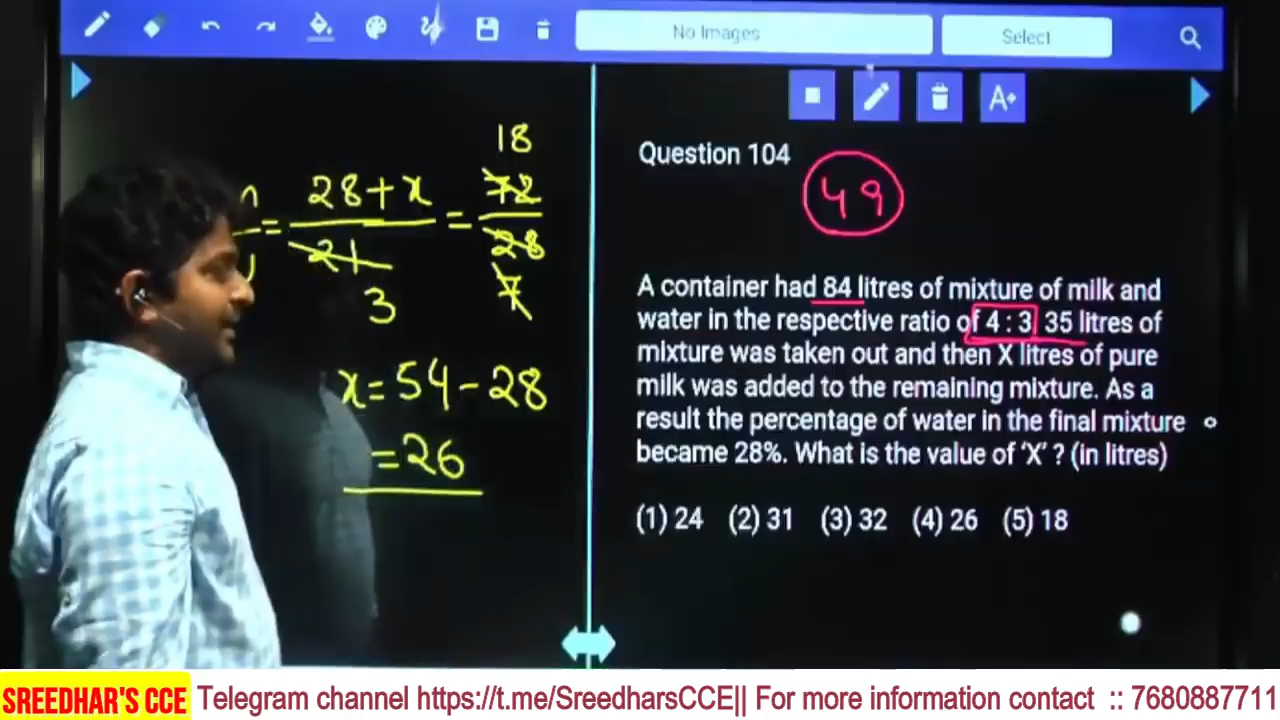 No Images
Select
A+
18
28+x = 72
21 28
3 7
x=54-28
=26
Question 104
49
A container had 84 litres of mixture of milk and
water in the respective ratio of 4 : 3 35 litres of
mixture was taken out and then X litres of pure
milk was added to the remaining mixture. As a
result the percentage of water in the final mixture
became 28%. What is the value of ‘X’ ? (in litres)
(1) 24 (2) 31 (3) 32 (4) 26 (5) 18
SREEDHAR'S CCE Telegram channel https://t.me/SreedharsCCE|| For more information contact :: 7680887711